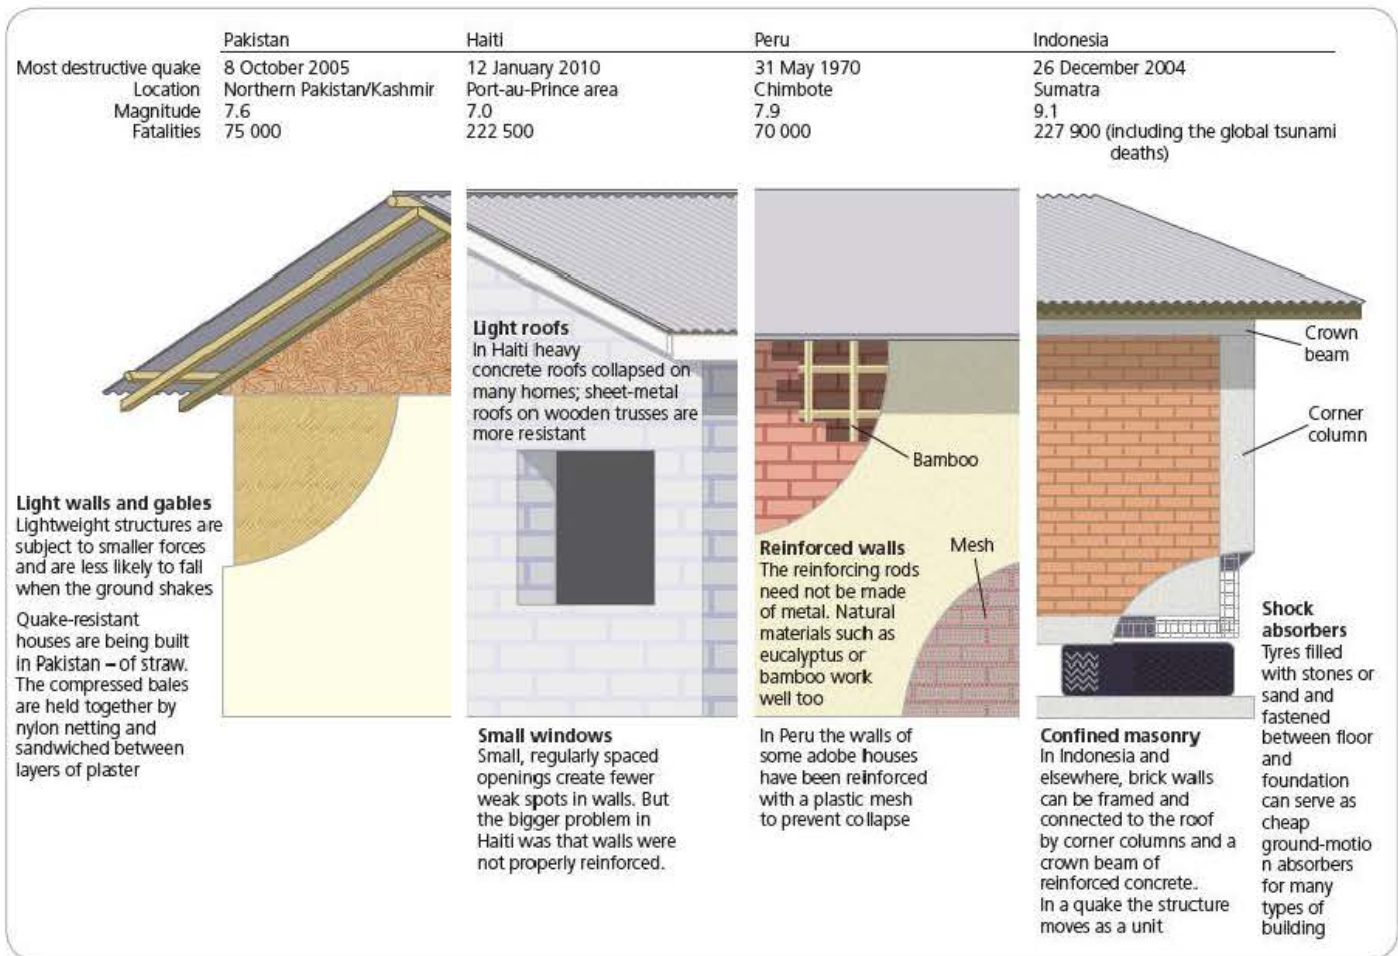 Pakistan Haiti Peru Indonesia
Most destructive quake 8 October 2005 12 January 2010 31 May 1970 26 December 2004
Location Northern Pakistan/Kashmir Port-au-Prince area Chimbote Sumatra
Magnitude 7.6 7.0 7.9 9.1
Fatalities 75 000 222 500 70 000 227 900 (including the global tsunami
deaths)
Light walls and gables
Lightweight structures are
subject to smaller forces
and are less likely to fall
when the ground shakes
Quake-resistant
houses are being built
in Pakistan – of straw.
The compressed bales
are held together by
nylon netting and
sandwiched between
layers of plaster
Light roofs
In Haiti heavy
concrete roofs collapsed on
many homes; sheet-metal
roofs on wooden trusses are
more resistant
Small windows
Small, regularly spaced
openings create fewer
weak spots in walls. But
the bigger problem in
Haiti was that walls were
not properly reinforced.
Bamboo
Reinforced walls
The reinforcing rods
need not be made
of metal. Natural
materials such as
eucalyptus or
bamboo work
well too
Mesh
In Peru the walls of
some adobe houses
have been reinforced
with a plastic mesh
to prevent collapse
Crown
beam
Corner
column
Confined masonry
In Indonesia and
elsewhere, brick walls
can be framed and
connected to the roof
by corner columns and a
crown beam of
reinforced concrete.
In a quake the structure
moves as a unit
Shock
absorbers
Tyres filled
with stones or
sand and
fastened
between floor
and
foundation
can serve as
cheap
ground-motio
n absorbers
for many
types of
building